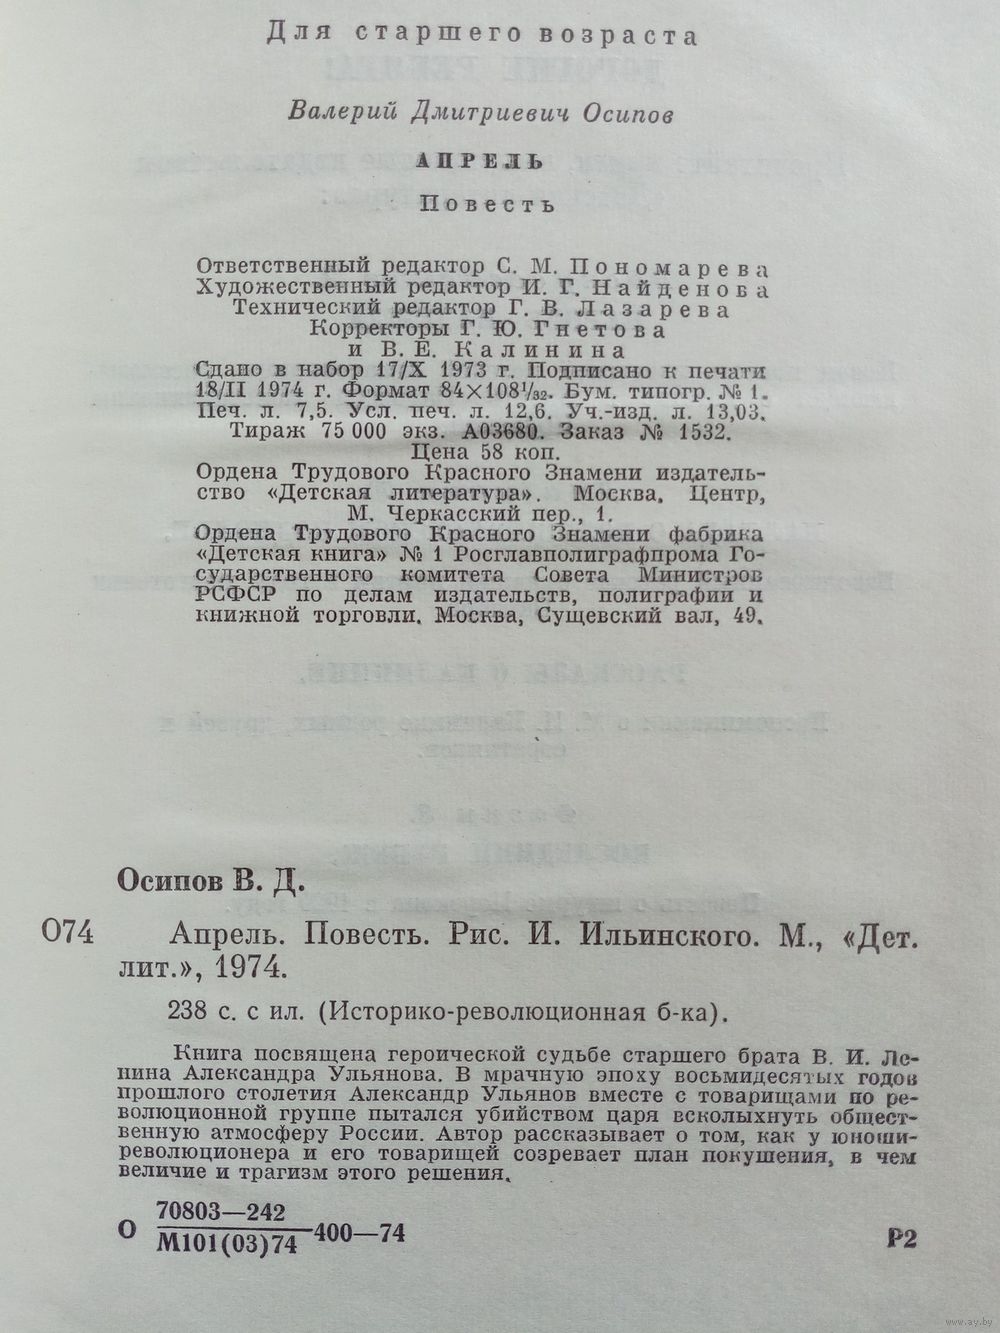 Для старшего возраста
Валерий Дмитриевич Осипов
АПРЕЛЬ
Повесть
Ответственный редактор С. М. Пономарева
Художественный редактор И. Г. Найденова
Технический редактор Г. В. Лазарева
Корректоры Г. Ю. Гнетова
и В. Е. Калинина
Сдано в набор 17/X 1973 г. Подписано к печати
18/II 1974 г. Формат 84×108¹/₃₂. Бум. типогр. № 1.
Печ. л. 7,5. Усл. печ. л. 12,6. Уч.-изд. л. 13,03.
Тираж 75 000 экз. А03680. Заказ № 1532.
Цена 58 коп.
Ордена Трудового Красного Знамени издатель-
ство «Детская литература». Москва, Центр,
М. Черкасский пер., 1.
Ордена Трудового Красного Знамени фабрика
«Детская книга» № 1 Росглавполиграфпрома Го-
сударственного комитета Совета Министров
РСФСР по делам издательств, полиграфии и
книжной торговли. Москва, Сущевский вал, 49.
Осипов В. Д.
О74 Апрель. Повесть. Рис. И. Ильинского. М., «Дет.
лит.», 1974.
238 с. с ил. (Историко-революционная б-ка).
Книга посвящена героической судьбе старшего брата В. И. Ле-
нина Александра Ульянова. В мрачную эпоху восьмидесятых годов
прошлого столетия Александр Ульянов вместе с товарищами по ре-
волюционной группе пытался убийством царя всколыхнуть общест-
венную атмосферу России. Автор рассказывает о том, как у юноши-
революционера и его товарищей созревает план покушения, в чем
величие и трагизм этого решения.
О 70803—242
М101(03)74 400—74 Р2
www.ay.by